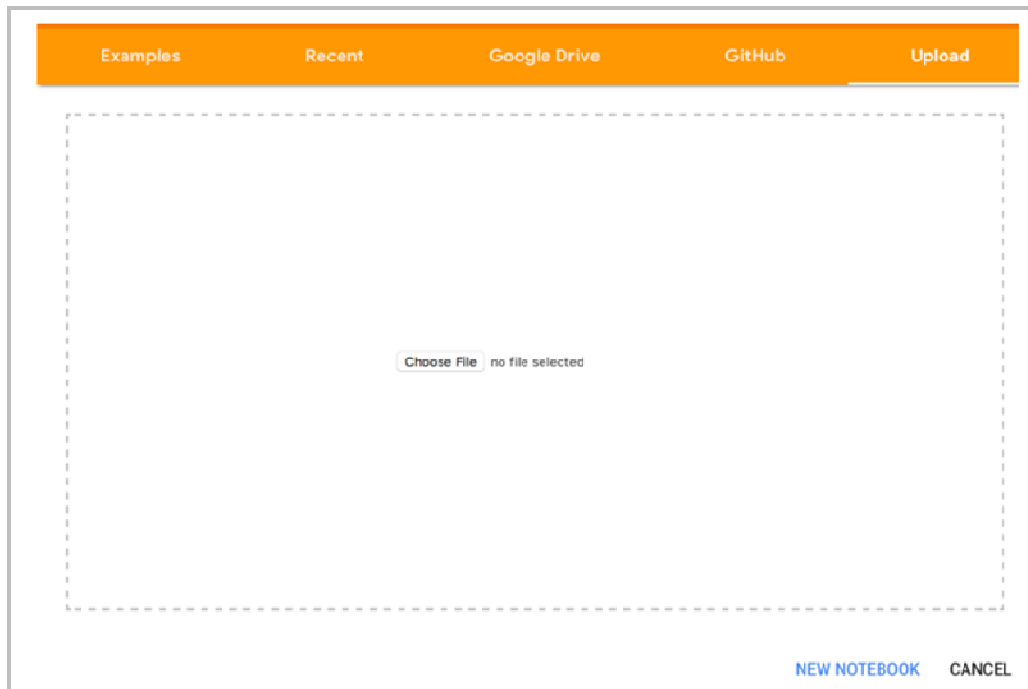 Examples Recent Google Drive GitHub Upload
Choose File no file selected
NEW NOTEBOOK CANCEL